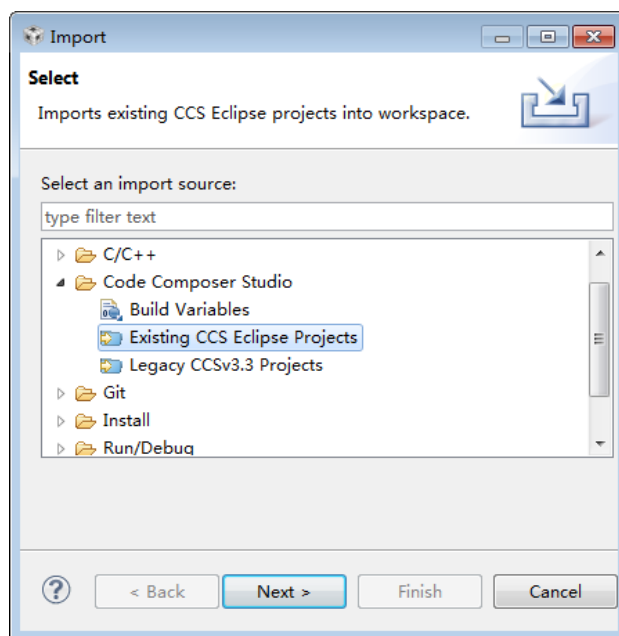 Import
Select
Imports existing CCS Eclipse projects into workspace.
Select an import source:
type filter text
C/C++
Code Composer Studio
Build Variables
Existing CCS Eclipse Projects
Legacy CCSv3.3 Projects
Git
Install
Run/Debug
? < Back Next > Finish Cancel